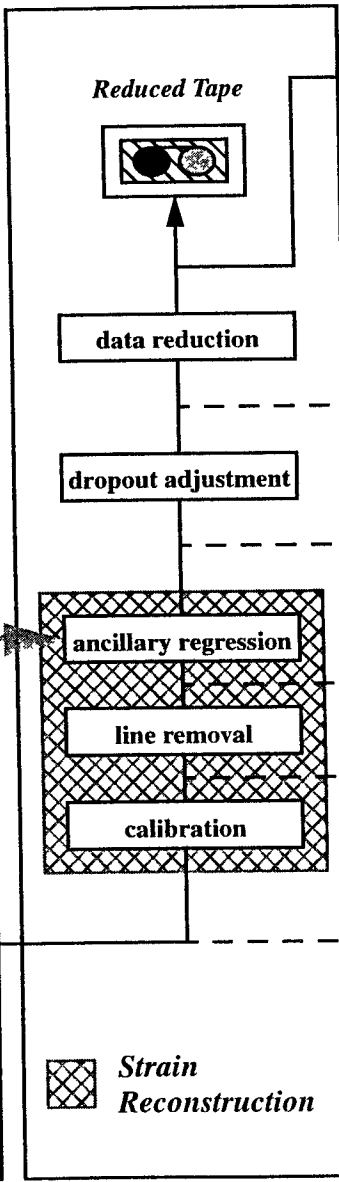 Reduced Tape
data reduction
dropout adjustment
ancillary regression
line removal
calibration
Strain
Reconstruction